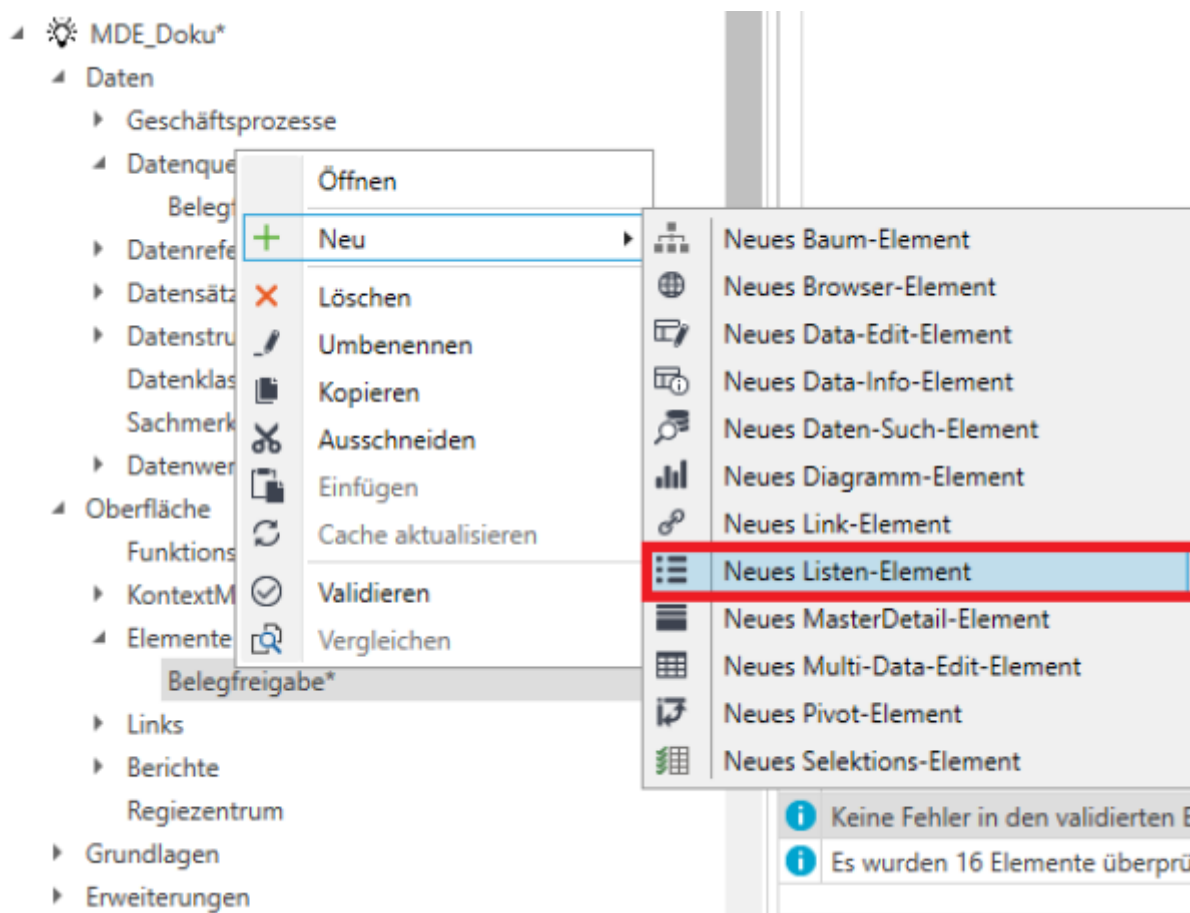 MDE_Doku*
Daten
Geschäftsprozesse
Datenque
Belegf
Datenrefe
Datensätz
Datenstru
Datenklas
Sachmerk
Datenwer
Oberfläche
Funktions
KontextM
Elemente
Belegfreigabe*
Links
Berichte
Regiezentrum
Grundlagen
Erweiterungen
Öffnen
Neu
Löschen
Umbenennen
Kopieren
Ausschneiden
Einfügen
Cache aktualisieren
Validieren
Vergleichen
Neues Baum-Element
Neues Browser-Element
Neues Data-Edit-Element
Neues Data-Info-Element
Neues Daten-Such-Element
Neues Diagramm-Element
Neues Link-Element
Neues Listen-Element
Neues MasterDetail-Element
Neues Multi-Data-Edit-Element
Neues Pivot-Element
Neues Selektions-Element
Keine Fehler in den validierten E
Es wurden 16 Elemente überprü